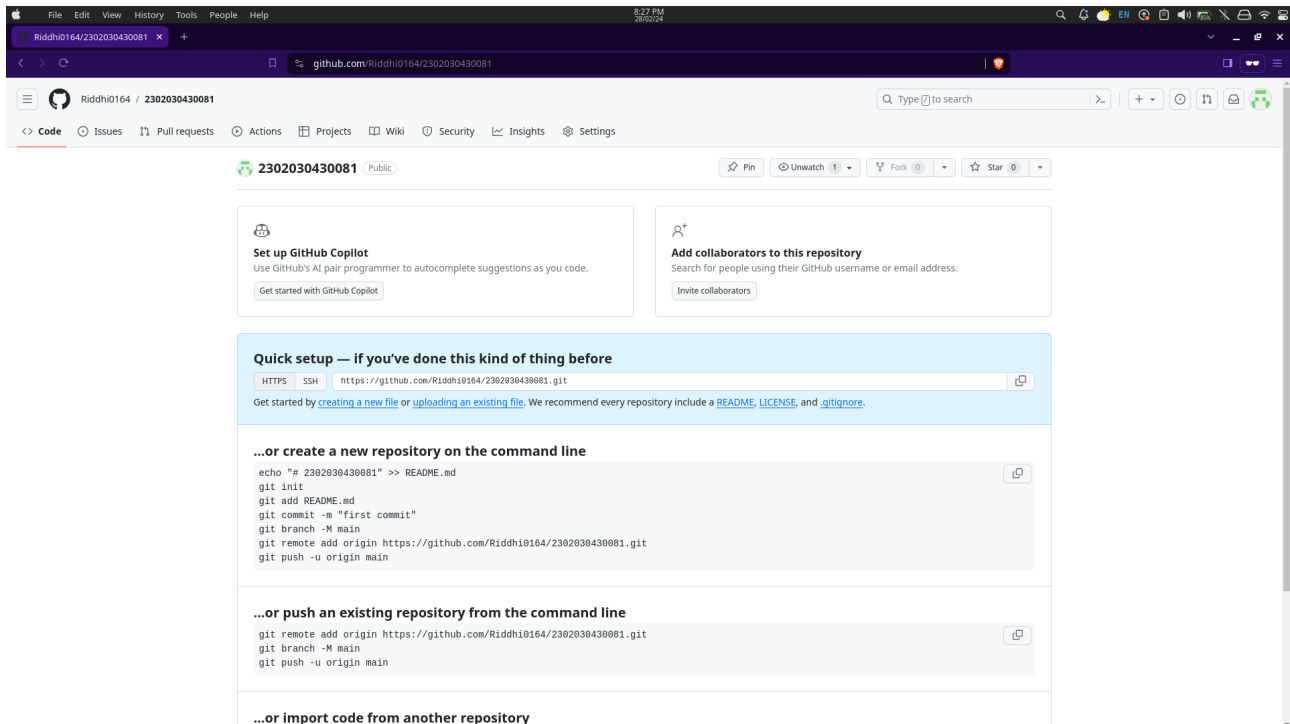 File Edit View History Tools People Help
8:27 PM
28/02/24
EN
85%
Riddhi0164/2302030430081
github.com/Riddhi0164/2302030430081
Riddhi0164 / 2302030430081
Type / to search
Code Issues Pull requests Actions Projects Wiki Security Insights Settings
2302030430081 Public
Pin Unwatch 1 Fork 0 Star 0
Set up GitHub Copilot
Use GitHub's AI pair programmer to autocomplete suggestions as you code.
Get started with GitHub Copilot
Add collaborators to this repository
Search for people using their GitHub username or email address.
Invite collaborators
Quick setup — if you've done this kind of thing before
HTTPS SSH https://github.com/Riddhi0164/2302030430081.git
Get started by creating a new file or uploading an existing file. We recommend every repository include a README, LICENSE, and .gitignore.
…or create a new repository on the command line
echo "# 2302030430081" >> README.md
git init
git add README.md
git commit -m "first commit"
git branch -M main
git remote add origin https://github.com/Riddhi0164/2302030430081.git
git push -u origin main
…or push an existing repository from the command line
git remote add origin https://github.com/Riddhi0164/2302030430081.git
git branch -M main
git push -u origin main
…or import code from another repository